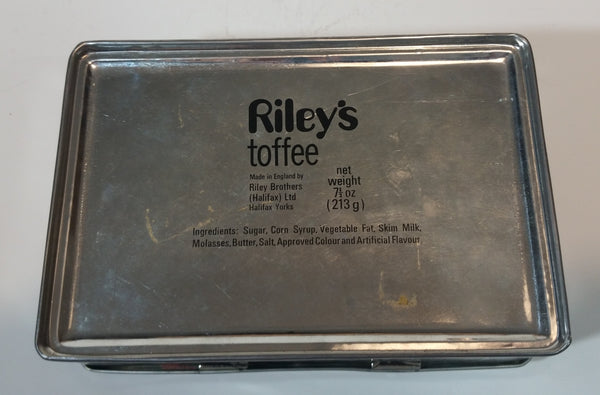 Riley's
toffee
Made in England by
Riley Brothers
(Halifax) Ltd
Halifax Yorks
net
weight
7½ oz
(213 g)
Ingredients: Sugar, Corn Syrup, Vegetable Fat, Skim Milk,
Molasses, Butter, Salt, Approved Colour and Artificial Flavour